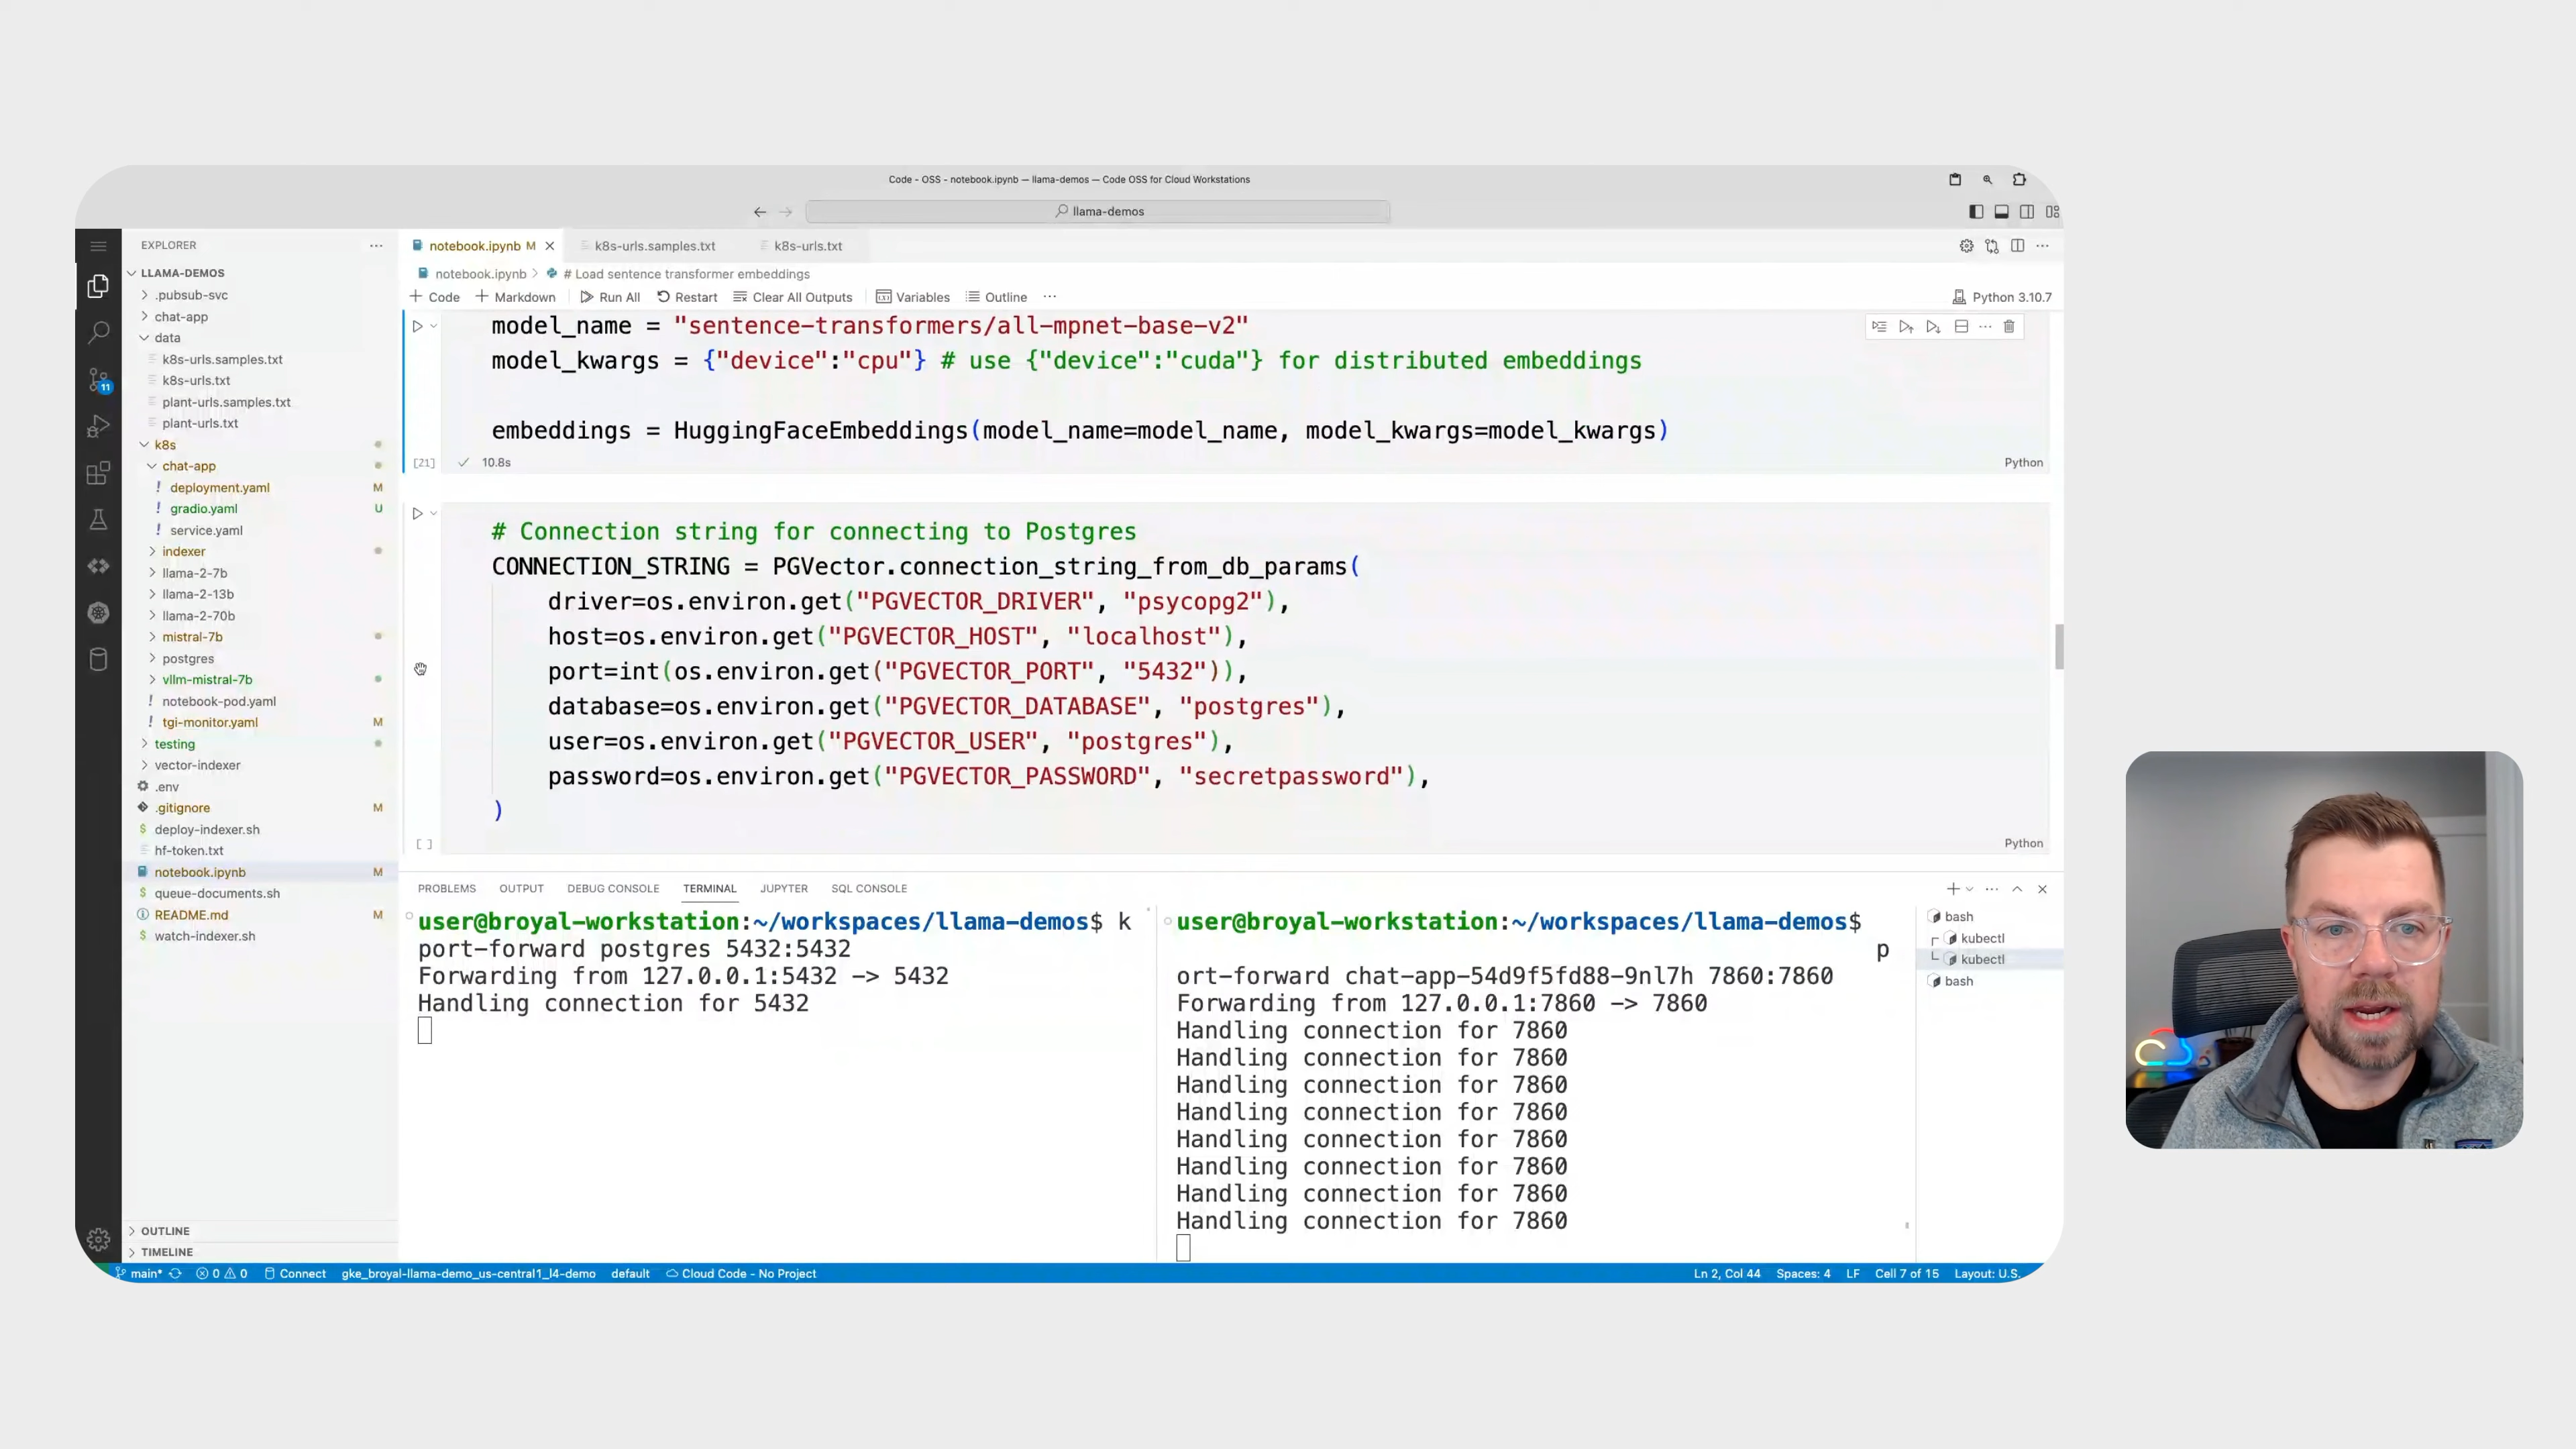 Code - OSS - notebook.ipynb — llama-demos — Code OSS for Cloud Workstations
llama-demos
EXPLORER
LLAMA-DEMOS
.pubsub-svc
chat-app
data
k8s-urls.samples.txt
k8s-urls.txt
plant-urls.samples.txt
plant-urls.txt
k8s
chat-app
! deployment.yaml M
! gradio.yaml U
! service.yaml
indexer
llama-2-7b
llama-2-13b
llama-2-70b
mistral-7b
postgres
vllm-mistral-7b
! notebook-pod.yaml
! tgi-monitor.yaml M
testing
vector-indexer
.env
.gitignore M
$ deploy-indexer.sh
hf-token.txt
notebook.ipynb M
$ queue-documents.sh
README.md M
$ watch-indexer.sh
OUTLINE
TIMELINE
11
notebook.ipynb M
k8s-urls.samples.txt
k8s-urls.txt
notebook.ipynb > # Load sentence transformer embeddings
+ Code + Markdown Run All Restart Clear All Outputs Variables Outline ...
Python 3.10.7
model_name = "sentence-transformers/all-mpnet-base-v2"
model_kwargs = {"device":"cpu"} # use {"device":"cuda"} for distributed embeddings
embeddings = HuggingFaceEmbeddings(model_name=model_name, model_kwargs=model_kwargs)
[21] ✓ 10.8s
Python
# Connection string for connecting to Postgres
CONNECTION_STRING = PGVector.connection_string_from_db_params(
driver=os.environ.get("PGVECTOR_DRIVER", "psycopg2"),
host=os.environ.get("PGVECTOR_HOST", "localhost"),
port=int(os.environ.get("PGVECTOR_PORT", "5432")),
database=os.environ.get("PGVECTOR_DATABASE", "postgres"),
user=os.environ.get("PGVECTOR_USER", "postgres"),
password=os.environ.get("PGVECTOR_PASSWORD", "secretpassword"),
)
[ ]
Python
PROBLEMS OUTPUT DEBUG CONSOLE TERMINAL JUPYTER SQL CONSOLE
user@broyal-workstation:~/workspaces/llama-demos$ k
port-forward postgres 5432:5432
Forwarding from 127.0.0.1:5432 -> 5432
Handling connection for 5432
user@broyal-workstation:~/workspaces/llama-demos$
p
ort-forward chat-app-54d9f5fd88-9nl7h 7860:7860
Forwarding from 127.0.0.1:7860 -> 7860
Handling connection for 7860
Handling connection for 7860
Handling connection for 7860
Handling connection for 7860
Handling connection for 7860
Handling connection for 7860
Handling connection for 7860
Handling connection for 7860
bash
kubectl
kubectl
bash
main* 0 0 Connect gke_broyal-llama-demo_us-central1_l4-demo default Cloud Code - No Project
Ln 2, Col 44 Spaces: 4 LF Cell 7 of 15 Layout: U.S.